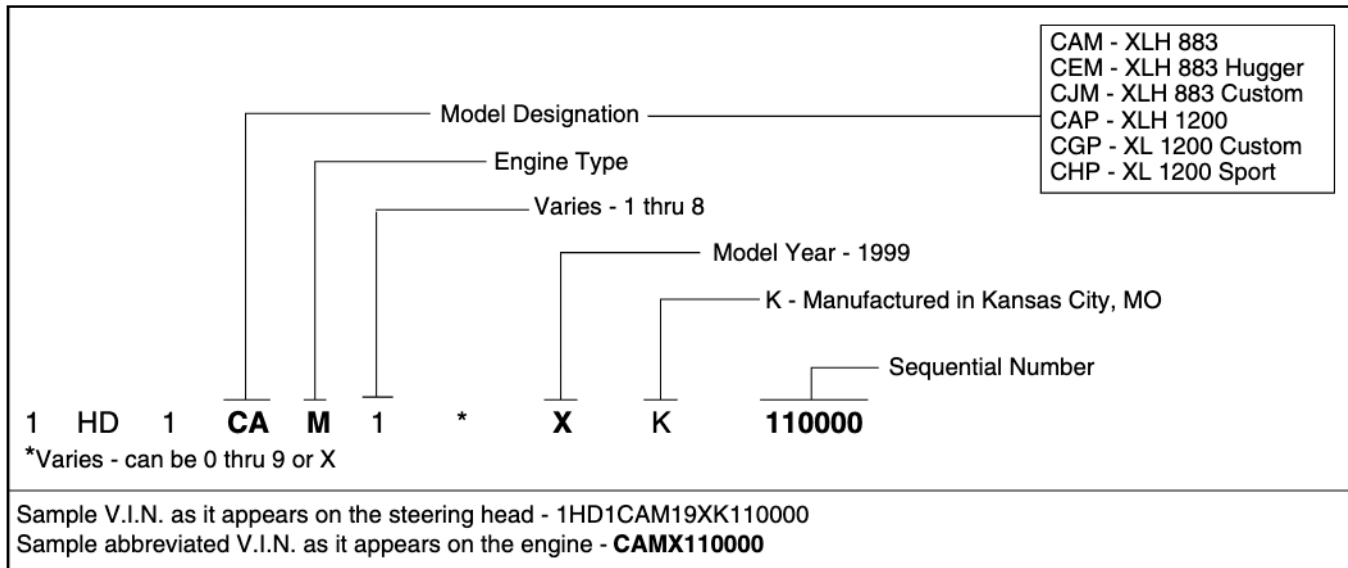 CAM - XLH 883
CEM - XLH 883 Hugger
CJM - XLH 883 Custom
CAP - XLH 1200
CGP - XL 1200 Custom
CHP - XL 1200 Sport
Model Designation
Engine Type
Varies - 1 thru 8
Model Year - 1999
K - Manufactured in Kansas City, MO
Sequential Number
1 HD 1 CA M 1 * X K 110000
*Varies - can be 0 thru 9 or X
Sample V.I.N. as it appears on the steering head - 1HD1CAM19XK110000
Sample abbreviated V.I.N. as it appears on the engine - CAMX110000